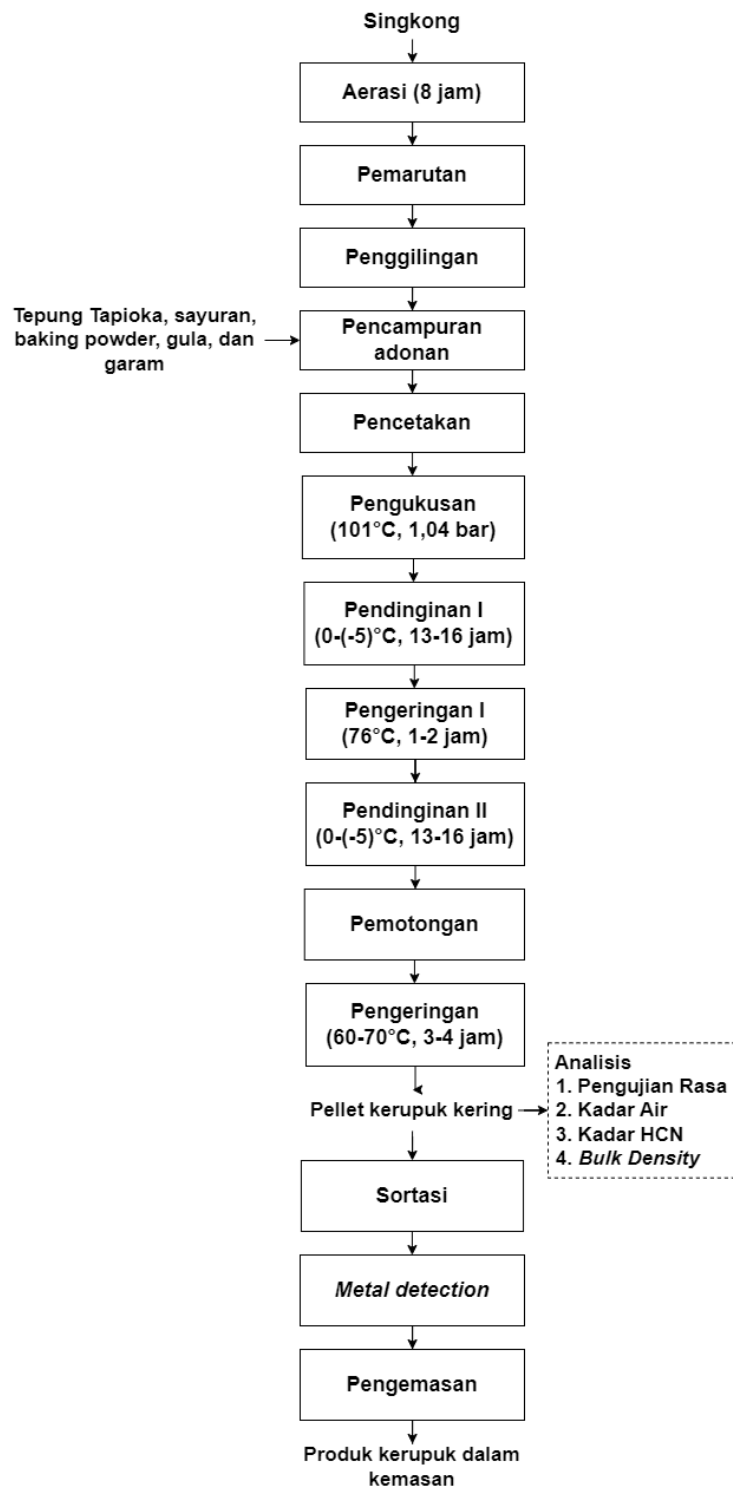 Singkong
Aerasi (8 jam)
Pemarutan
Penggilingan
Tepung Tapioka, sayuran,
baking powder, gula, dan
garam
Pencampuran
adonan
Pencetakan
Pengukusan
(101°C, 1,04 bar)
Pendinginan I
(0-(-5)°C, 13-16 jam)
Pengeringan I
(76°C, 1-2 jam)
Pendinginan II
(0-(-5)°C, 13-16 jam)
Pemotongan
Pengeringan
(60-70°C, 3-4 jam)
Pellet kerupuk kering
Analisis
1. Pengujian Rasa
2. Kadar Air
3. Kadar HCN
4. Bulk Density
Sortasi
Metal detection
Pengemasan
Produk kerupuk dalam
kemasan